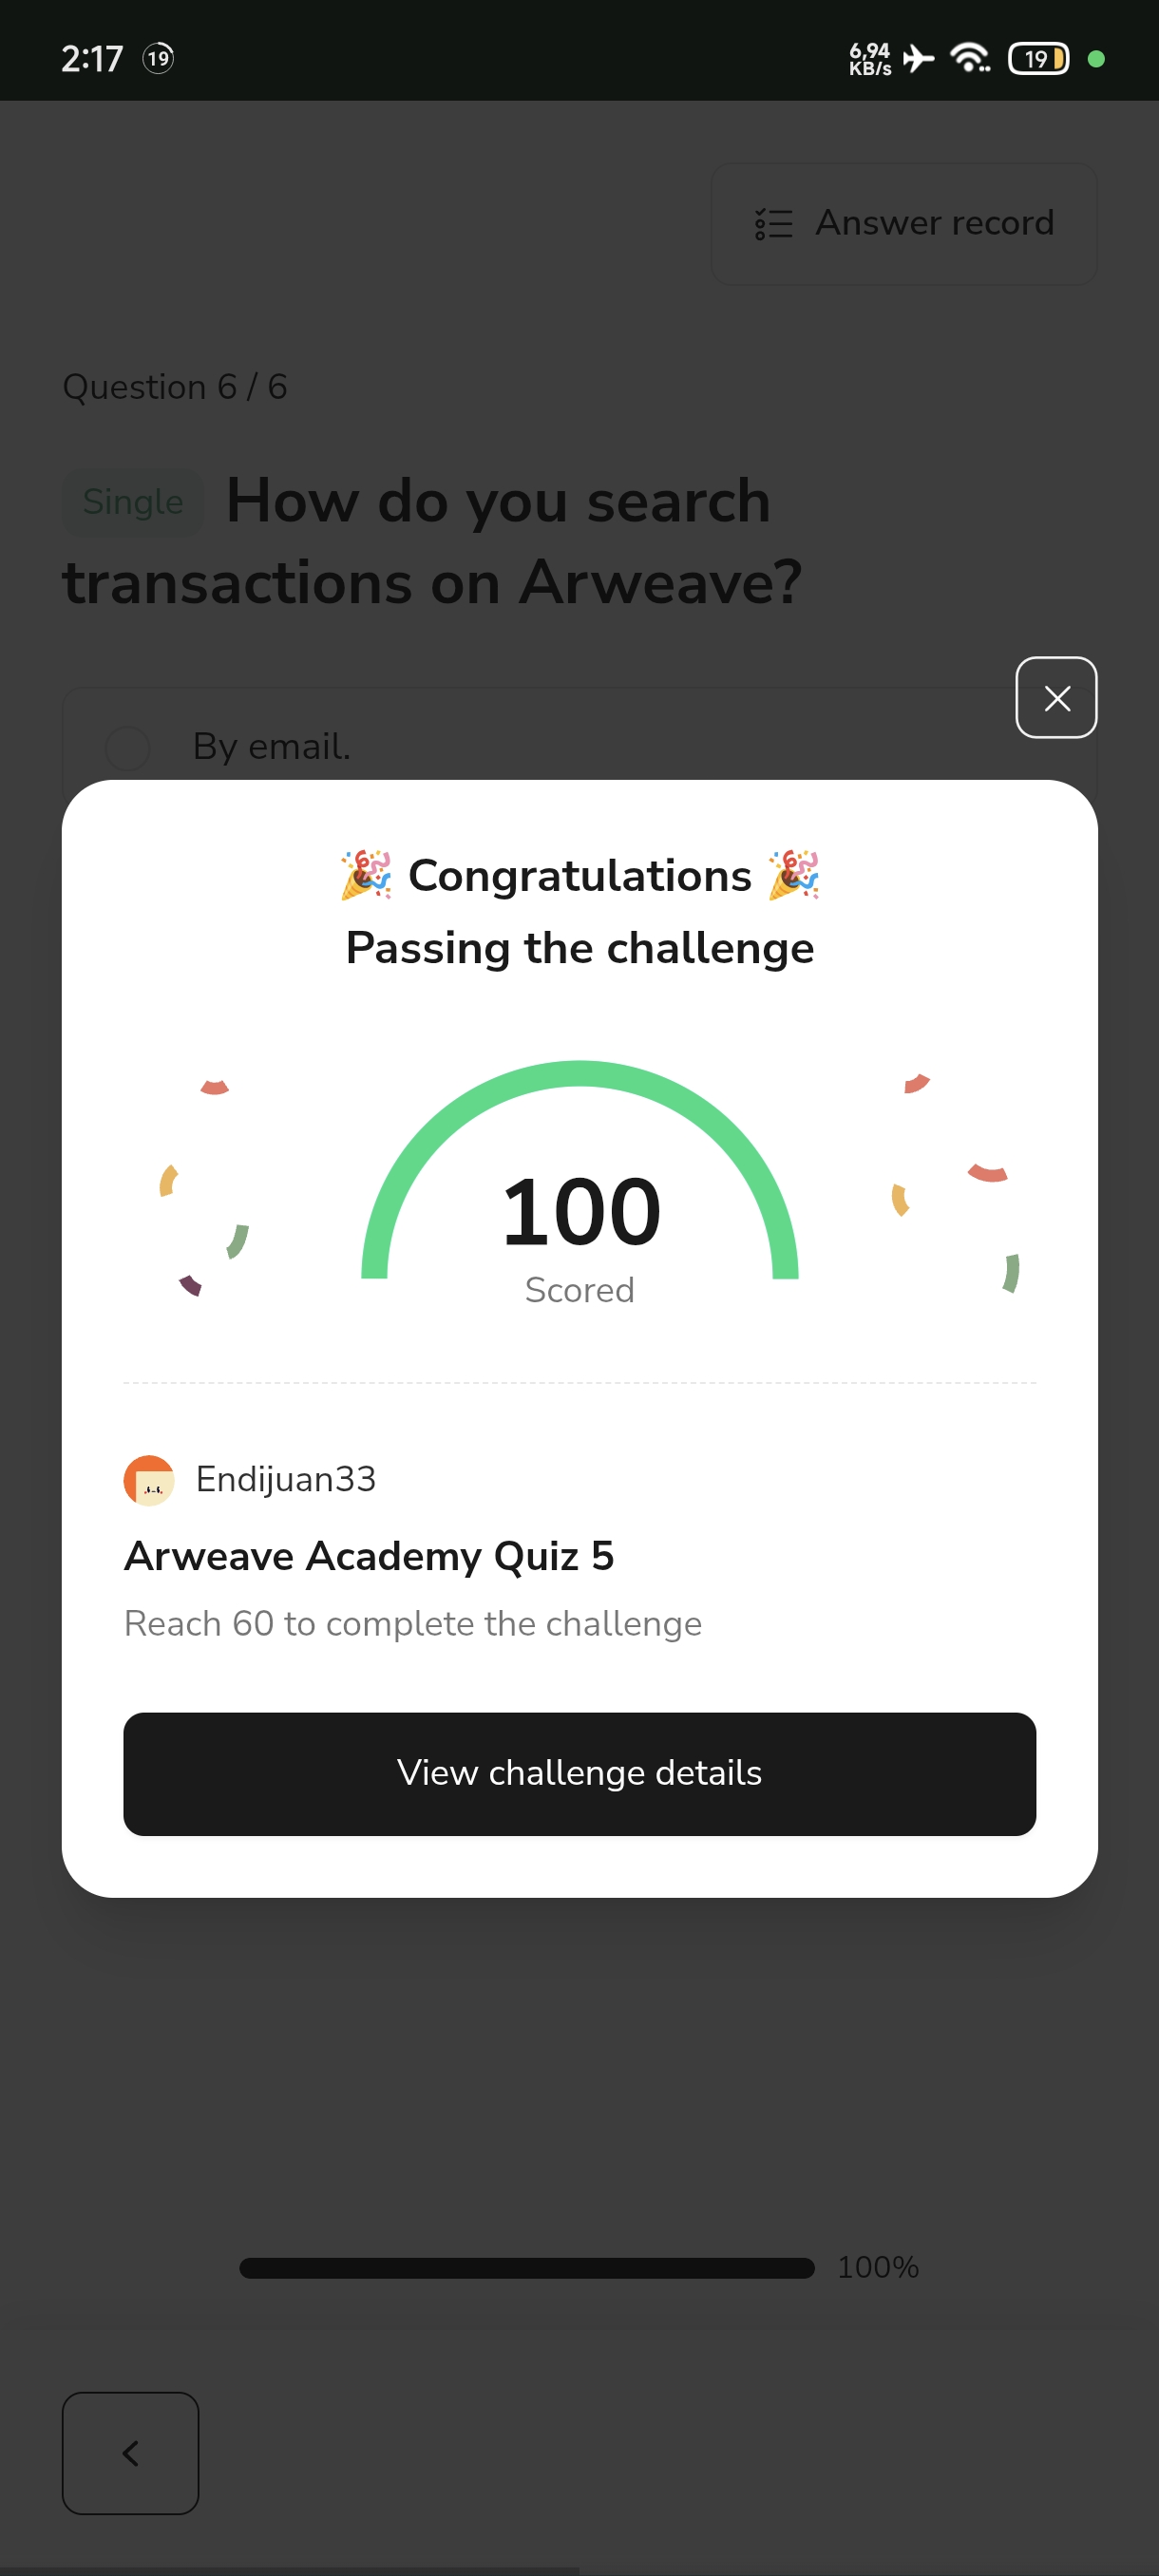 2:17 19 6,94 KB/s 19
Answer record
Question 6 / 6
Single How do you search
transactions on Arweave?
By email.
🎉 Congratulations 🎉
Passing the challenge
100
Scored
Endijuan33
Arweave Academy Quiz 5
Reach 60 to complete the challenge
View challenge details
100%